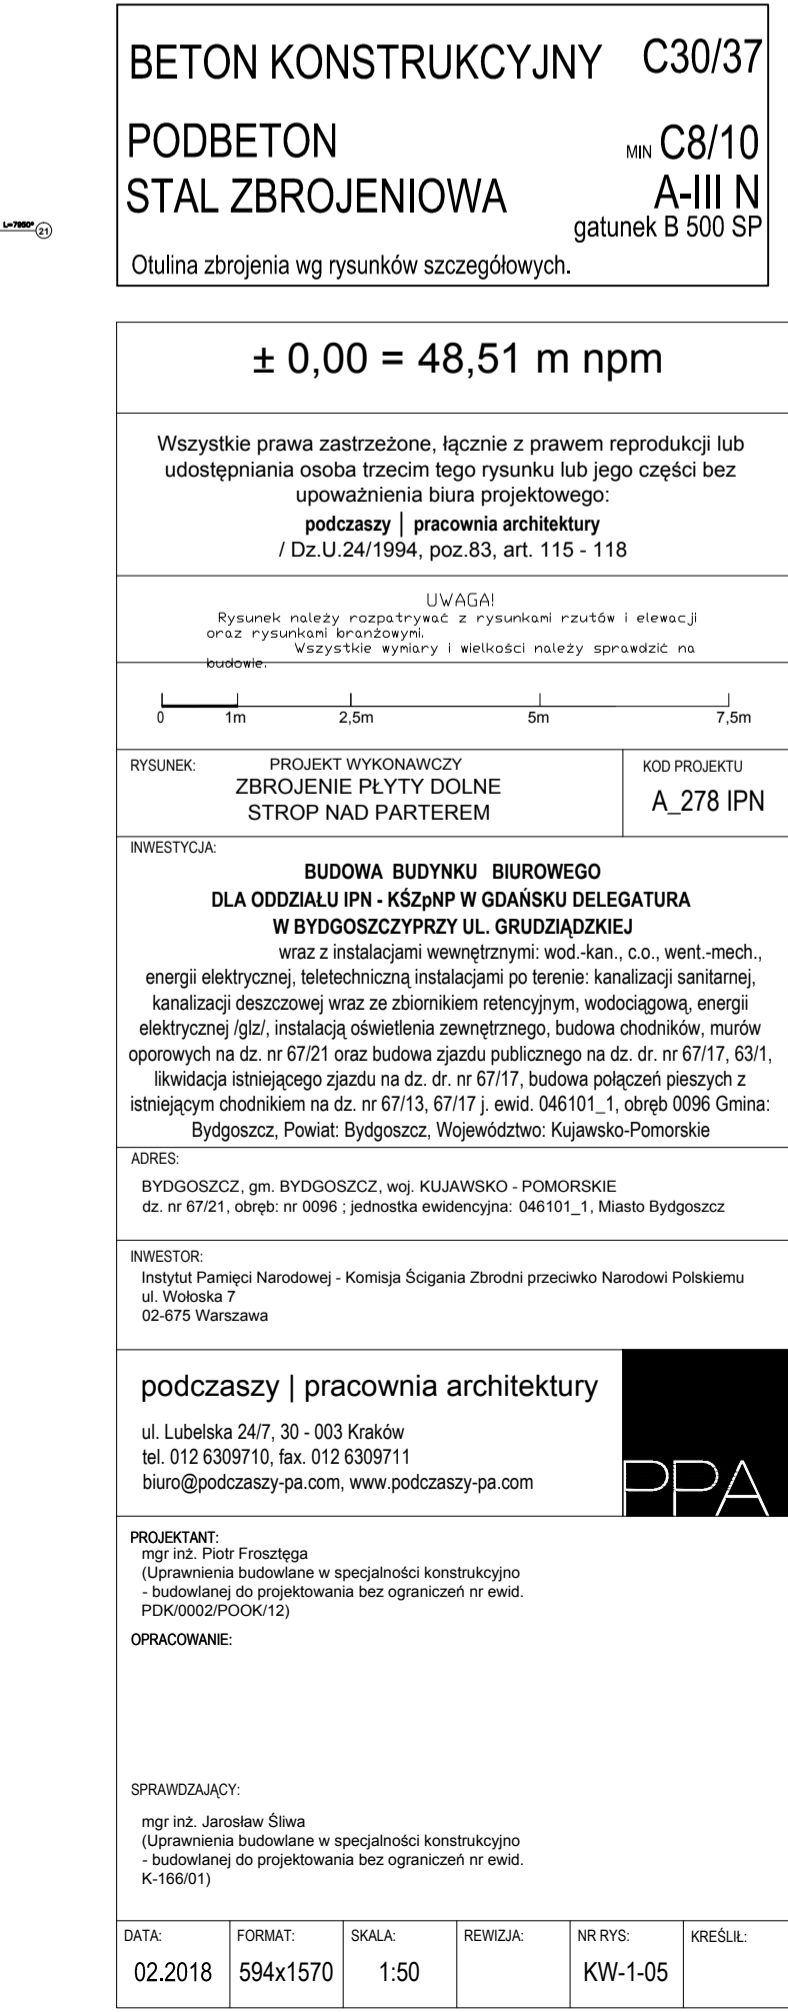 BETON KONSTRUKCYJNY C30/37
PODBETON MIN C8/10
STAL ZBROJENIOWA A-III N
gatunek B 500 SP
L=7950* 21
Otulina zbrojenia wg rysunków szczegółowych.
± 0,00 = 48,51 m npm
Wszystkie prawa zastrzeżone, łącznie z prawem reprodukcji lub
udostępniania osoba trzecim tego rysunku lub jego części bez
upoważnienia biura projektowego:
podczaszy | pracownia architektury
/ Dz.U.24/1994, poz.83, art. 115 - 118
UWAGA!
Rysunek należy rozpatrywać z rysunkami rzutów i elewacji
oraz rysunkami branżowymi.
Wszystkie wymiary i wielkości należy sprawdzić na
budowie.
0 1m 2,5m 5m 7,5m
RYSUNEK: PROJEKT WYKONAWCZY KOD PROJEKTU
ZBROJENIE PŁYTY DOLNE
STROP NAD PARTEREM
A_278 IPN
INWESTYCJA:
BUDOWA BUDYNKU BIUROWEGO
DLA ODDZIAŁU IPN - KŚZpNP W GDAŃSKU DELEGATURA
W BYDGOSZCZYPRZY UL. GRUDZIĄDZKIEJ
wraz z instalacjami wewnętrznymi: wod.-kan., c.o., went.-mech.,
energii elektrycznej, teletechniczną instalacjami po terenie: kanalizacji sanitarnej,
kanalizacji deszczowej wraz ze zbiornikiem retencyjnym, wodociągową, energii
elektrycznej /glz/, instalacją oświetlenia zewnętrznego, budowa chodników, murów
oporowych na dz. nr 67/21 oraz budowa zjazdu publicznego na dz. dr. nr 67/17, 63/1,
likwidacja istniejącego zjazdu na dz. dr. nr 67/17, budowa połączeń pieszych z
istniejącym chodnikiem na dz. nr 67/13, 67/17 j. ewid. 046101_1, obręb 0096 Gmina:
Bydgoszcz, Powiat: Bydgoszcz, Województwo: Kujawsko-Pomorskie
ADRES:
BYDGOSZCZ, gm. BYDGOSZCZ, woj. KUJAWSKO - POMORSKIE
dz. nr 67/21, obręb: nr 0096 ; jednostka ewidencyjna: 046101_1, Miasto Bydgoszcz
INWESTOR:
Instytut Pamięci Narodowej - Komisja Ścigania Zbrodni przeciwko Narodowi Polskiemu
ul. Wołoska 7
02-675 Warszawa
podczaszy | pracownia architektury
ul. Lubelska 24/7, 30 - 003 Kraków
tel. 012 6309710, fax. 012 6309711
biuro@podczaszy-pa.com, www.podczaszy-pa.com
PPA
PROJEKTANT:
mgr inż. Piotr Frosztęga
(Uprawnienia budowlane w specjalności konstrukcyjno
- budowlanej do projektowania bez ograniczeń nr ewid.
PDK/0002/POOK/12)
OPRACOWANIE:
SPRAWDZAJĄCY:
mgr inż. Jarosław Śliwa
(Uprawnienia budowlane w specjalności konstrukcyjno
- budowlanej do projektowania bez ograniczeń nr ewid.
K-166/01)
DATA: FORMAT: SKALA: REWIZJA: NR RYS: KREŚLIŁ:
02.2018 594x1570 1:50 KW-1-05